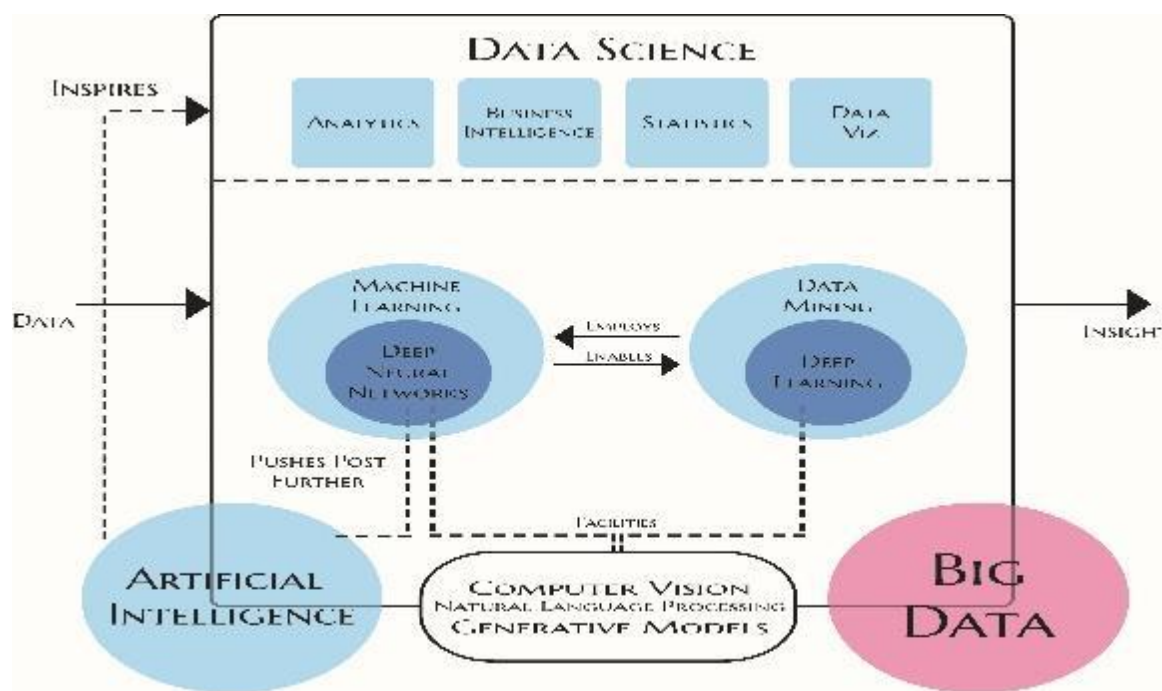 DATA SCIENCE
INSPIRES
ANALYTICS
BUSINESS
INTELLIGENCE
STATISTICS
DATA
VIZ
DATA
MACHINE
LEARNING
DEEP
NEGRAL
NETWORKS
EMPLOYS
ENABLES
DATA
MINING
DEEP
LEARNING
INSIGHT
PUSHES POST
FURTHER
FACILITIES
ARTIFICIAL
INTELLIGENCE
COMPUTER VISION
NATURAL LANGUAGE PROCESSING
GENERATIVE MODELS
BIG
DATA